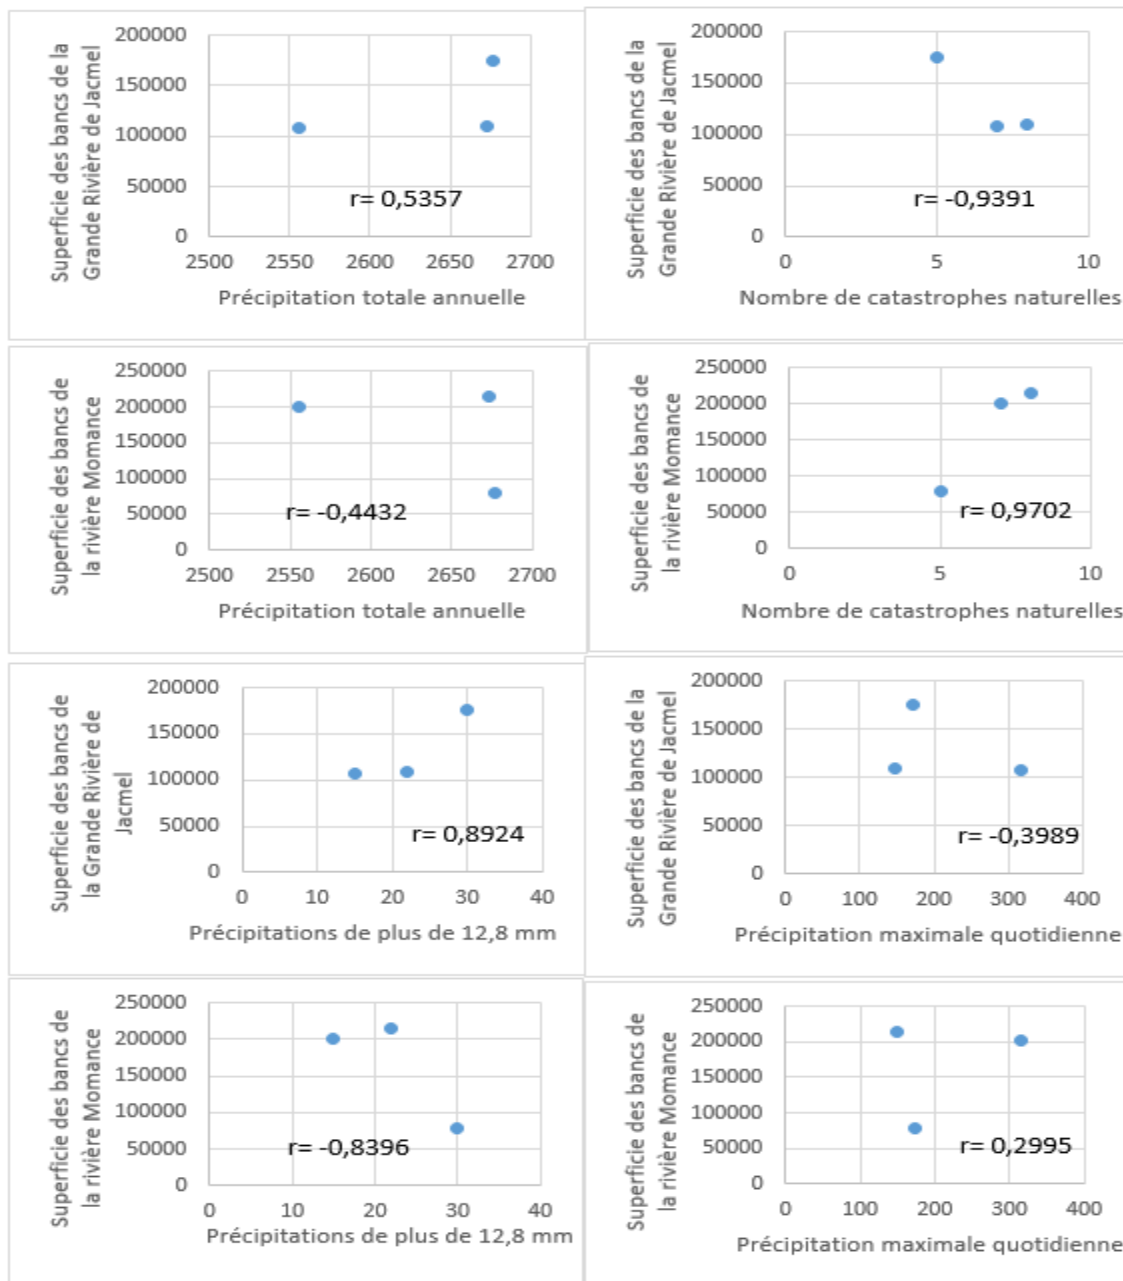 Superficie des bancs de la
Grande Rivière de Jacmel
200000
150000
100000
50000
0
r= 0,5357
2500 2550 2600 2650 2700
Précipitation totale annuelle
Superficie des bancs de la
Grande Rivière de Jacmel
200000
150000
100000
50000
0
r= -0,9391
0 5 10
Nombre de catastrophes naturelles
Superficie des bancs de
la rivière Momance
250000
200000
150000
100000
50000
0
r= -0,4432
2500 2550 2600 2650 2700
Précipitation totale annuelle
Superficie des bancs de
la rivière Momance
250000
200000
150000
100000
50000
0
r= 0,9702
0 5 10
Nombre de catastrophes naturelles
Superficie des bancs de
la Grande Rivière de
Jacmel
200000
150000
100000
50000
0
r= 0,8924
0 10 20 30 40
Précipitations de plus de 12,8 mm
Superficie des bancs de la
Grande Rivière de Jacmel
200000
150000
100000
50000
0
r= -0,3989
0 100 200 300 400
Précipitation maximale quotidienne
Superficie des bancs de
la rivière Momance
250000
200000
150000
100000
50000
0
r= -0,8396
0 10 20 30 40
Précipitations de plus de 12,8 mm
Superficie des bancs de
la rivière Momance
250000
200000
150000
100000
50000
0
r= 0,2995
0 100 200 300 400
Précipitation maximale quotidienne